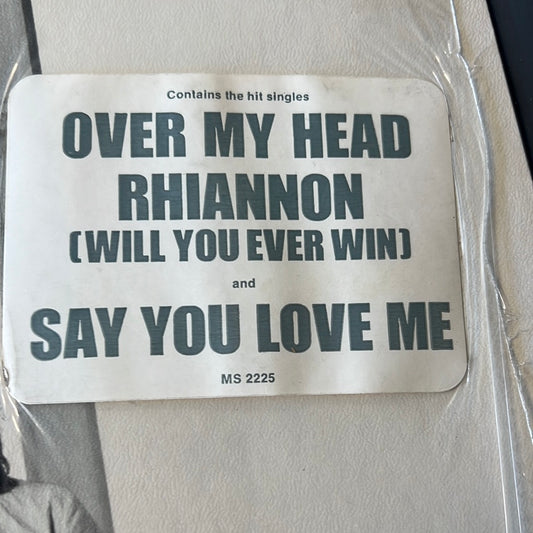 Contains the hit singles
OVER MY HEAD
RHIANNON
(WILL YOU EVER WIN)
and
SAY YOU LOVE ME
MS 2225